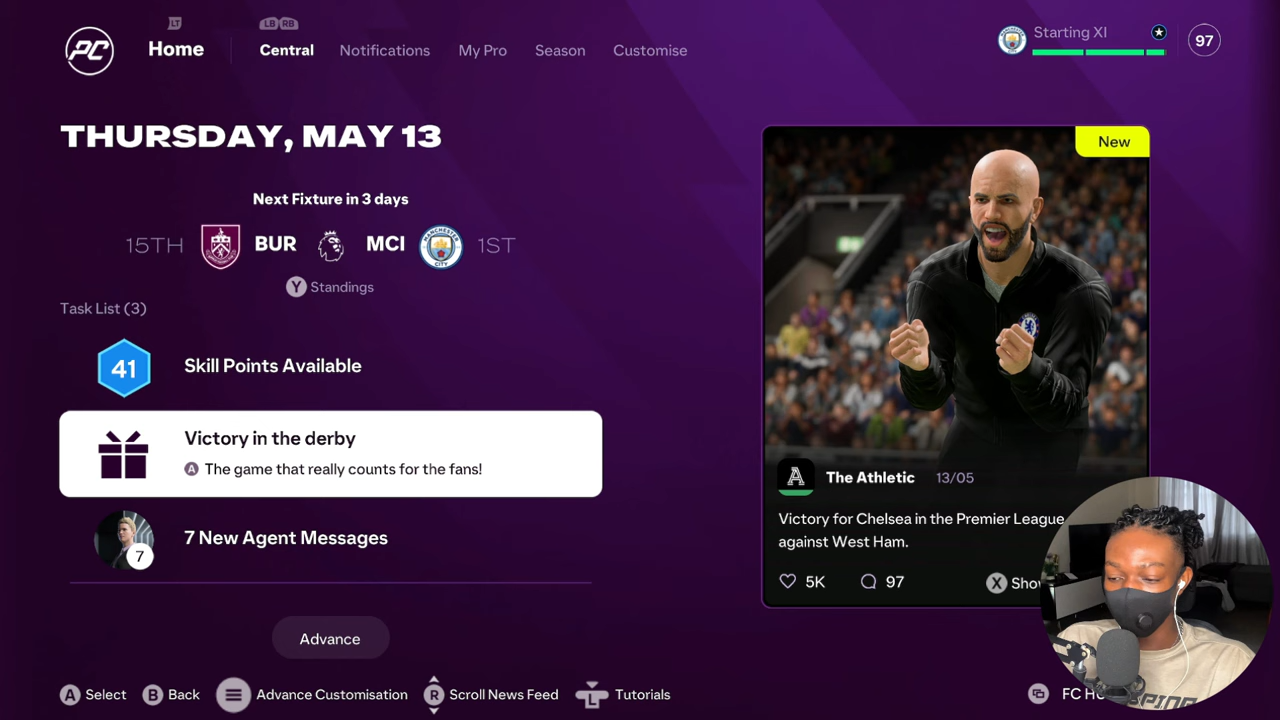 PC
LT
Home
LB RB
Central
Notifications
My Pro
Season
Customise
Starting XI
97
THURSDAY, MAY 13
Next Fixture in 3 days
15TH BUR MCI 1ST
Y Standings
Task List (3)
41 Skill Points Available
Victory in the derby
A The game that really counts for the fans!
7 New Agent Messages
7
Advance
New
A The Athletic 13/05
Victory for Chelsea in the Premier League
against West Ham.
5K 97 X Show
A Select B Back Advance Customisation R Scroll News Feed L Tutorials
FC